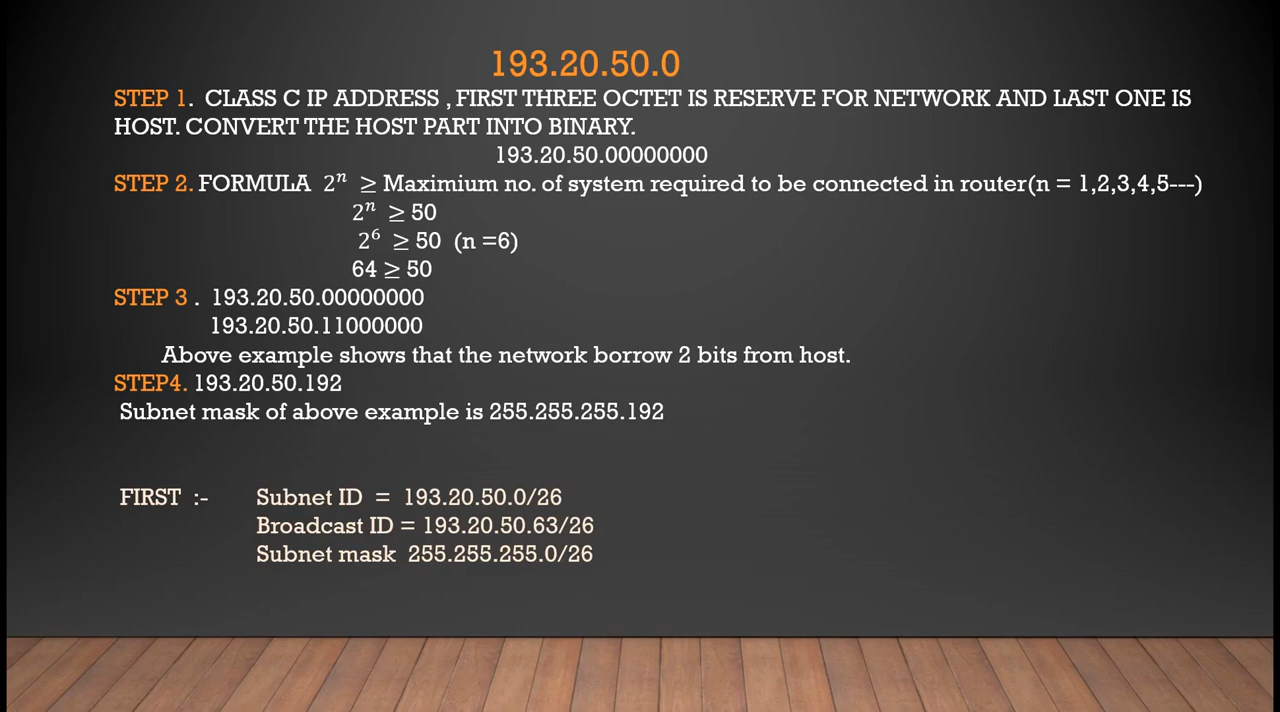 193.20.50.0
STEP 1. CLASS C IP ADDRESS , FIRST THREE OCTET IS RESERVE FOR NETWORK AND LAST ONE IS
HOST. CONVERT THE HOST PART INTO BINARY.
193.20.50.00000000
STEP 2. FORMULA 2ⁿ ≥ Maximium no. of system required to be connected in router(n = 1,2,3,4,5---)
2ⁿ ≥ 50
2⁶ ≥ 50 (n =6)
64 ≥ 50
STEP 3 . 193.20.50.00000000
193.20.50.11000000
Above example shows that the network borrow 2 bits from host.
STEP4. 193.20.50.192
Subnet mask of above example is 255.255.255.192
FIRST :- Subnet ID = 193.20.50.0/26
Broadcast ID = 193.20.50.63/26
Subnet mask 255.255.255.0/26